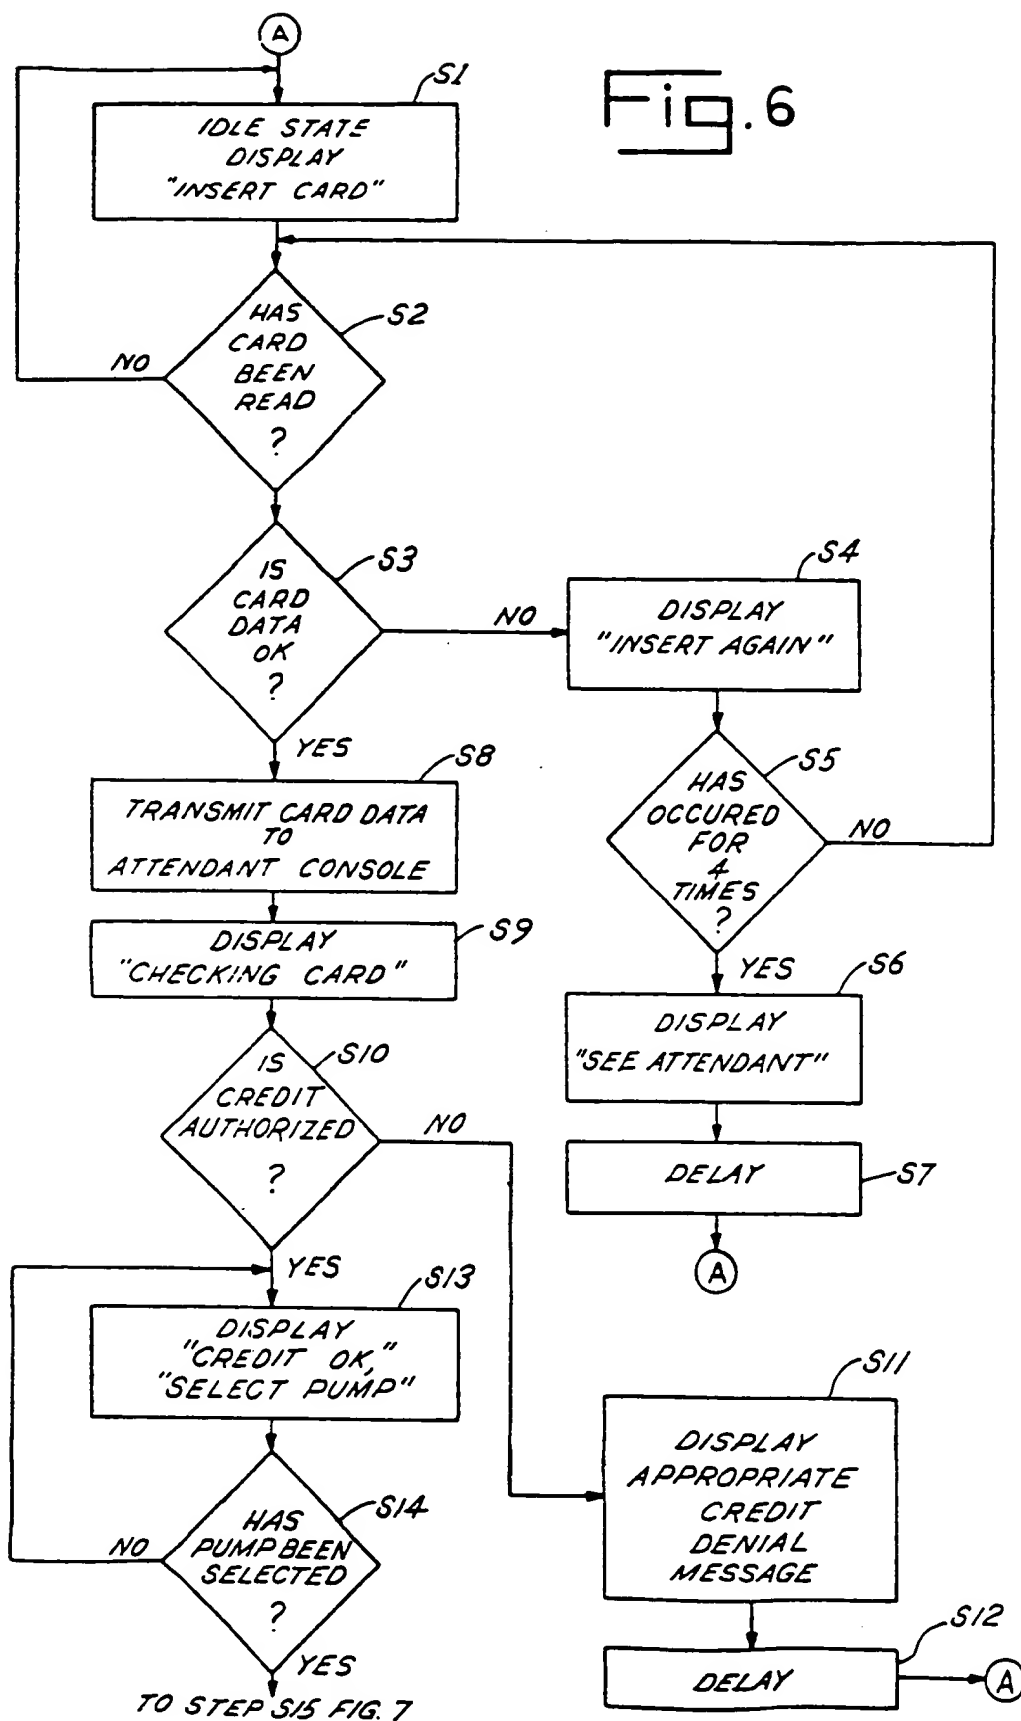 A
Fig. 6
S1
IDLE STATE
DISPLAY
"INSERT CARD"
S2
HAS
CARD
BEEN
READ
?
NO
S3
IS
CARD
DATA
OK
?
NO
S4
DISPLAY
"INSERT AGAIN"
YES
S8
TRANSMIT CARD DATA
TO
ATTENDANT CONSOLE
S5
HAS
OCCURED
FOR
4
TIMES
?
NO
S9
DISPLAY
"CHECKING CARD"
YES
S6
DISPLAY
"SEE ATTENDANT"
S10
IS
CREDIT
AUTHORIZED
?
NO
DELAY
S7
A
YES
S13
DISPLAY
"CREDIT OK,"
"SELECT PUMP"
S11
DISPLAY
APPROPRIATE
CREDIT
DENIAL
MESSAGE
S14
HAS
PUMP BEEN
SELECTED
?
NO
YES
TO STEP S15 FIG. 7
S12
DELAY
A